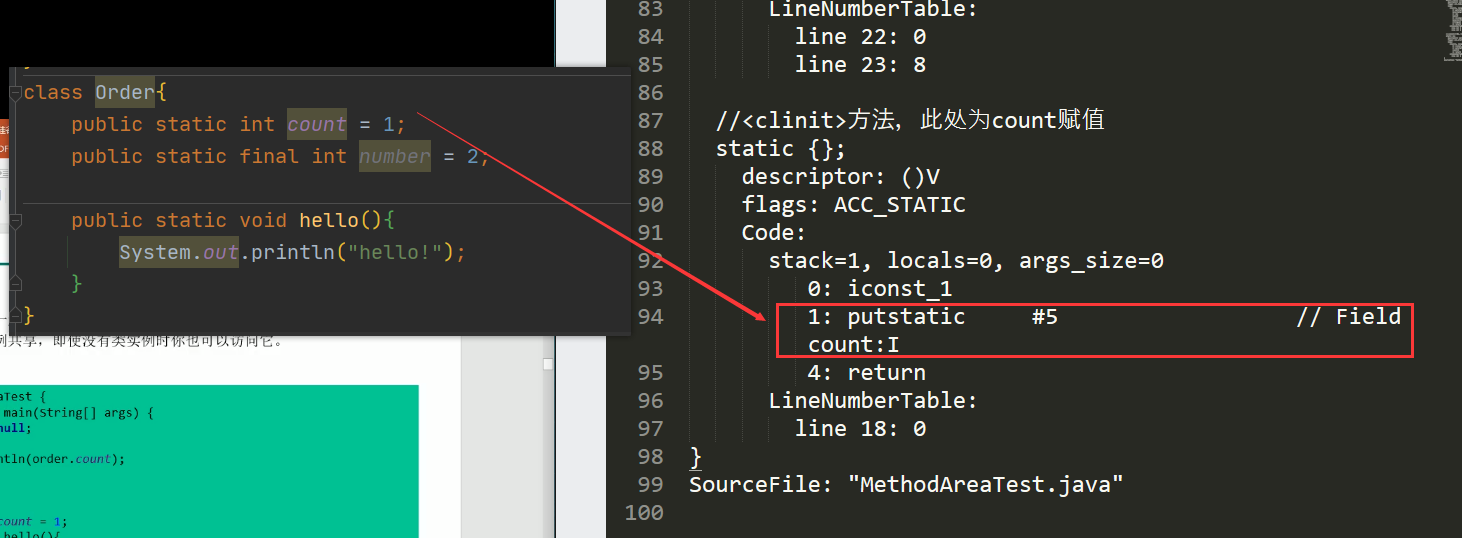 class Order{
public static int count = 1;
public static final int number = 2;
public static void hello(){
System.out.println("hello!");
}
}
例共享，即使没有类实例时你也可以访问它。
aTest {
main(String[] args) {
null;
ntln(order.count);
count = 1;
hello(){
83 LineNumberTable:
84 line 22: 0
85 line 23: 8
86
87 //<clinit>方法，此处为count赋值
88 static {};
89 descriptor: ()V
90 flags: ACC_STATIC
91 Code:
92 stack=1, locals=0, args_size=0
93 0: iconst_1
94 1: putstatic #5 // Field
count:I
95 4: return
96 LineNumberTable:
97 line 18: 0
98 }
99 SourceFile: "MethodAreaTest.java"
100